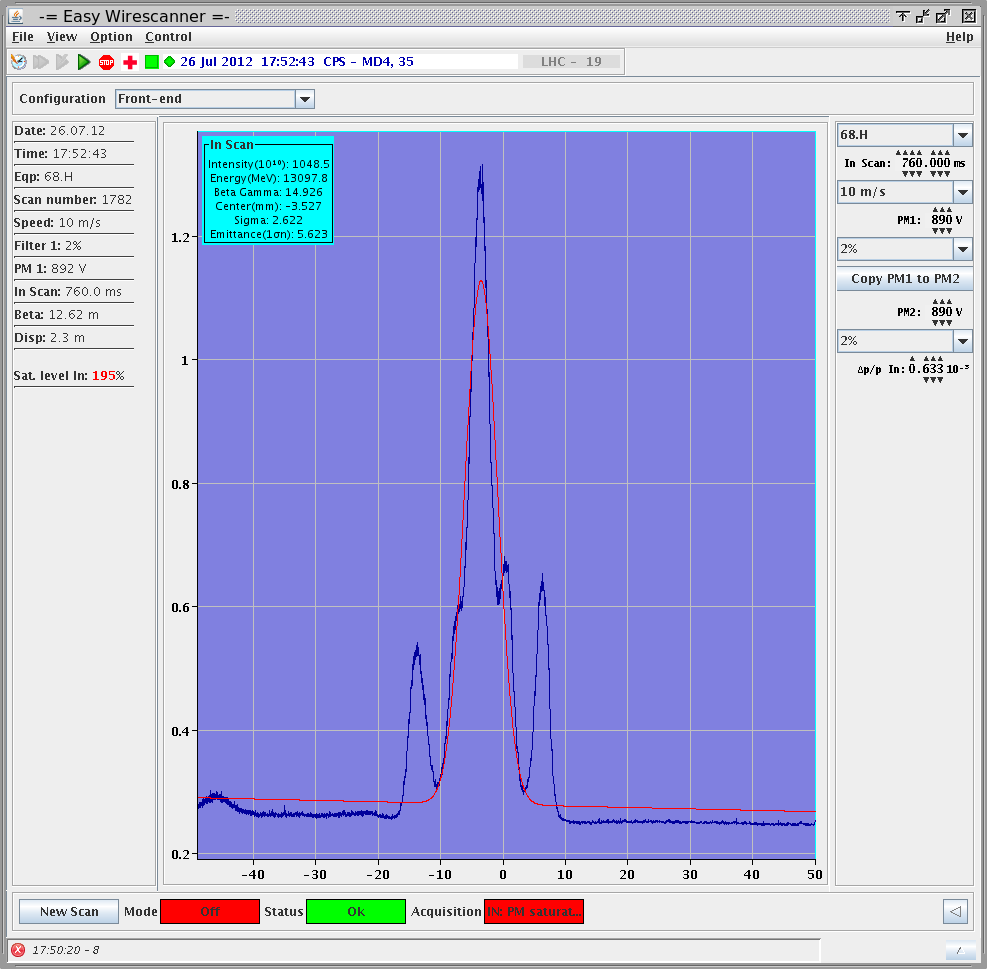 -= Easy Wirescanner =-
File View Option Control Help
STOP 26 Jul 2012 17:52:43 CPS - MD4, 35 LHC - 19
Configuration Front-end
Date: 26.07.12
Time: 17:52:43
Eqp: 68.H
Scan number: 1782
Speed: 10 m/s
Filter 1: 2%
PM 1: 892 V
In Scan: 760.0 ms
Beta: 12.62 m
Disp: 2.3 m
Sat. level In: 195%
In Scan
Intensity(10¹⁰): 1048.5
Energy(MeV): 13097.8
Beta Gamma: 14.926
Center(mm): -3.527
Sigma: 2.622
Emittance(1σn): 5.623
1.2
1
0.8
0.6
0.4
0.2
-40 -30 -20 -10 0 10 20 30 40 50
68.H
In Scan: 760.000 ms
10 m/s
PM1: 890 V
2%
Copy PM1 to PM2
PM2: 890 V
2%
Δp/p In: 0.633 10⁻³
New Scan Mode Off Status Ok Acquisition IN: PM saturat...
17:50:20 - 8